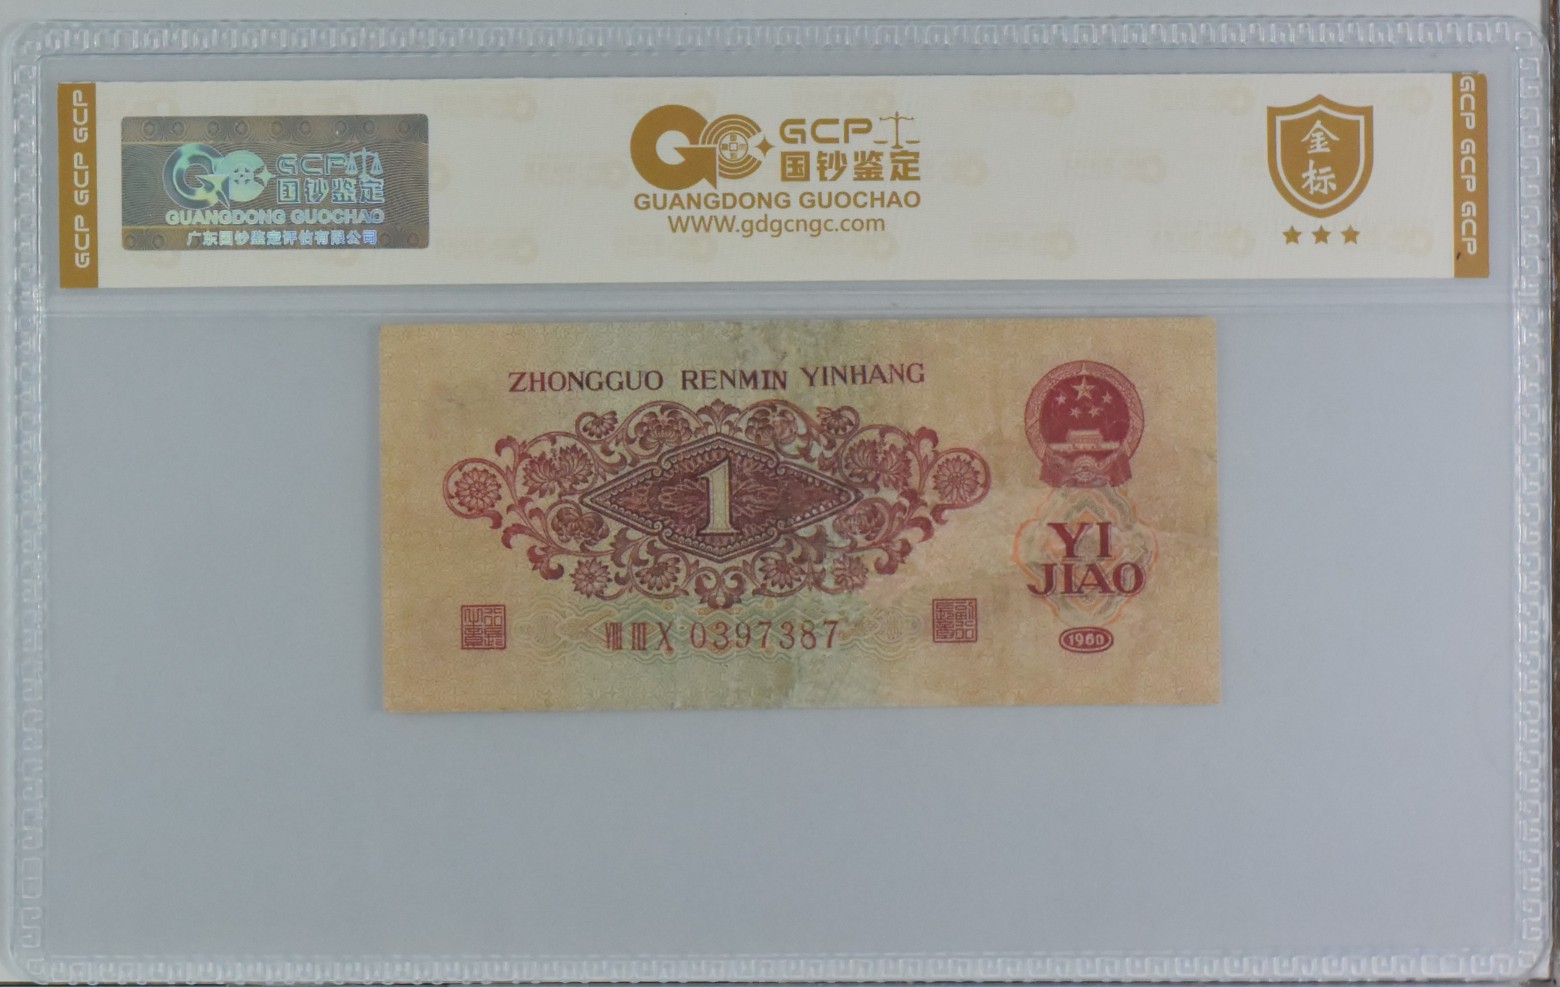 GCP GCP GCP
GCP 国钞鉴定
GUANGDONG GUOCHAO
广东国钞鉴定评估有限公司
GCP
国钞鉴定
GUANGDONG GUOCHAO
WWW.gdgcngc.com
金
标
GCP GCP GCP
ZHONGGUO RENMIN YINHANG
1
YI
JIAO
VIII III X 0397387
1960